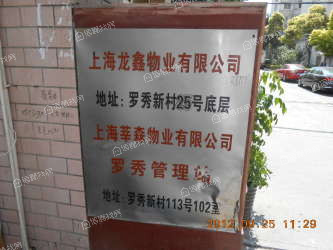 上海龙鑫物业有限公司
地址：罗秀新村25号底层
上海莘森物业有限公司
罗秀管理站
地址：罗秀新村113号102室
2012 04 25 11:29